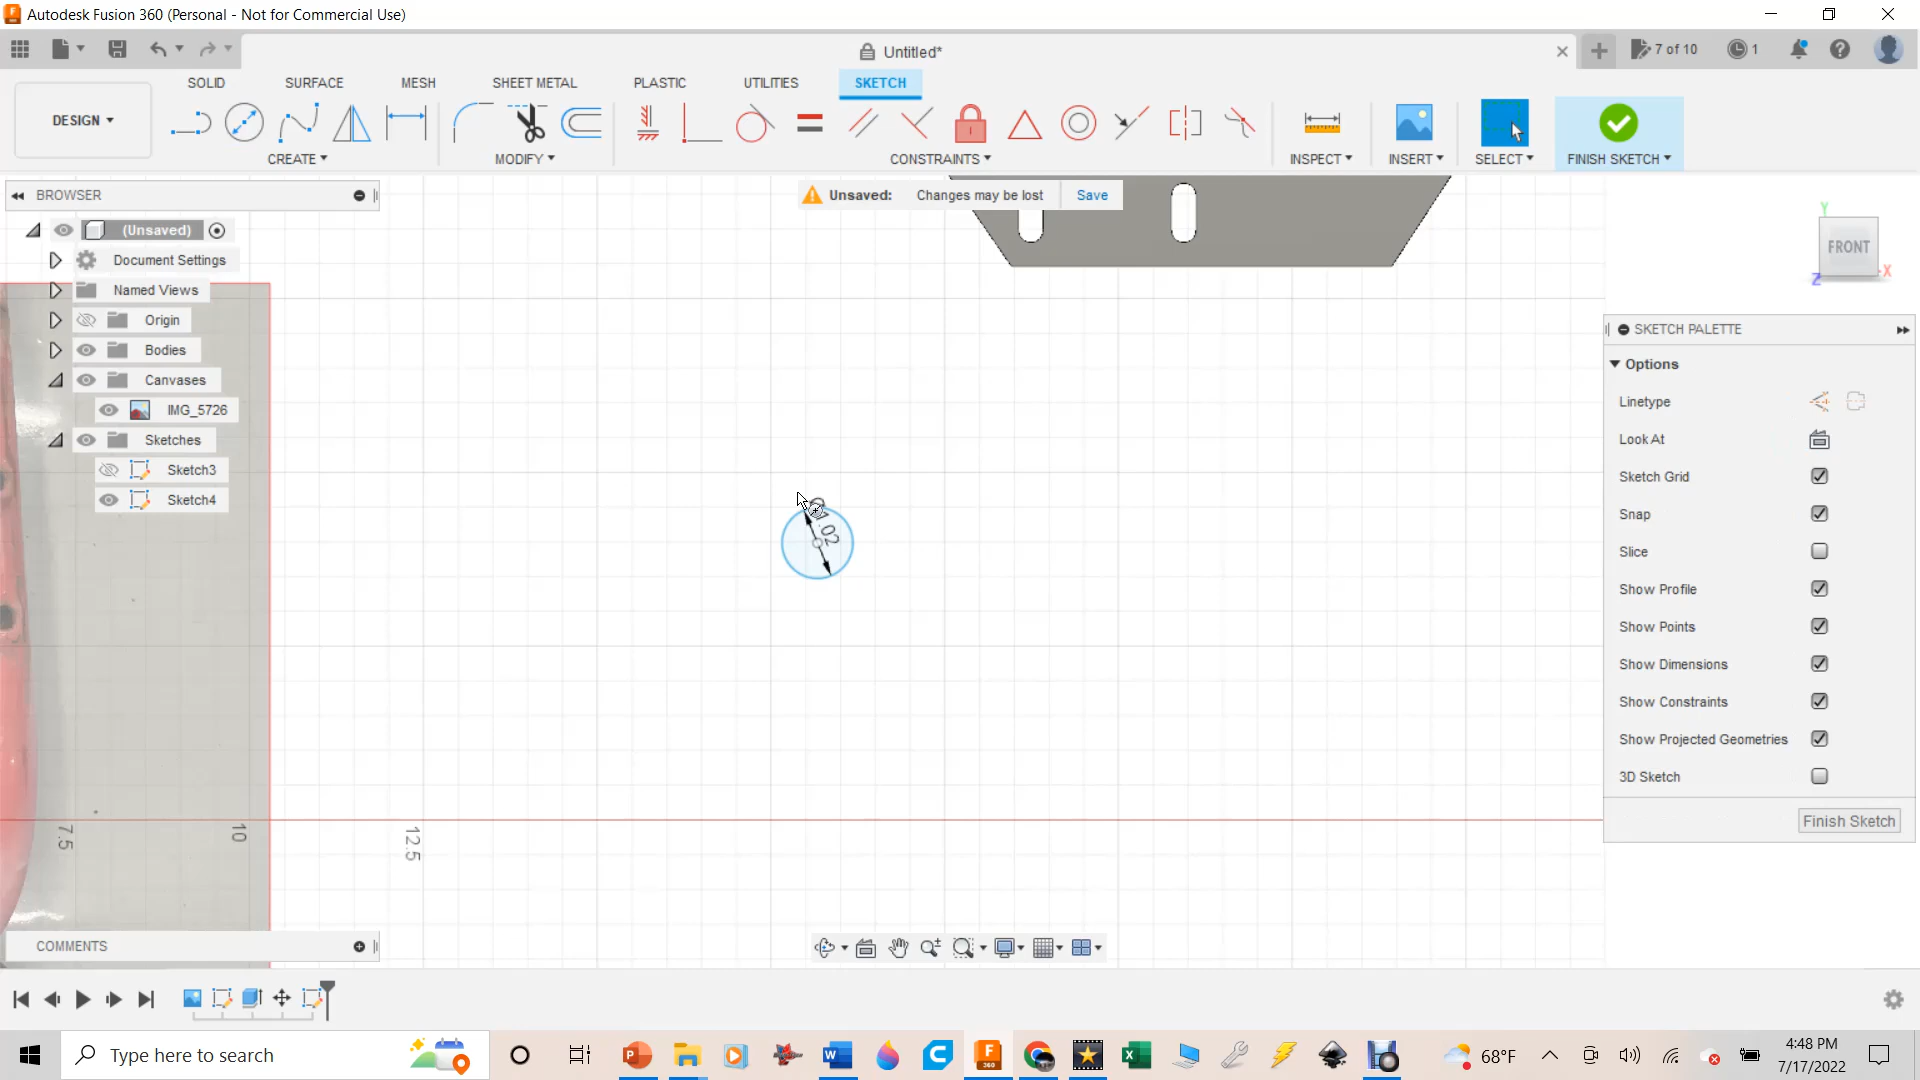 Autodesk Fusion 360 (Personal - Not for Commercial Use)
Untitled*
7 of 10
1
DESIGN
SOLID
SURFACE
MESH
SHEET METAL
PLASTIC
UTILITIES
SKETCH
CREATE
MODIFY
CONSTRAINTS
INSPECT
INSERT
SELECT
FINISH SKETCH
BROWSER
Unsaved: Changes may be lost Save
(Unsaved)
Document Settings
Named Views
Origin
Bodies
Canvases
IMG_5726
Sketches
Sketch3
Sketch4
Y
FRONT
X
Z
SKETCH PALETTE
Options
Linetype
Look At
Sketch Grid
Snap
Slice
Show Profile
Show Points
Show Dimensions
Show Constraints
Show Projected Geometries
3D Sketch
Finish Sketch
7.5
10
12.5
COMMENTS
Type here to search
68°F
4:48 PM
7/17/2022